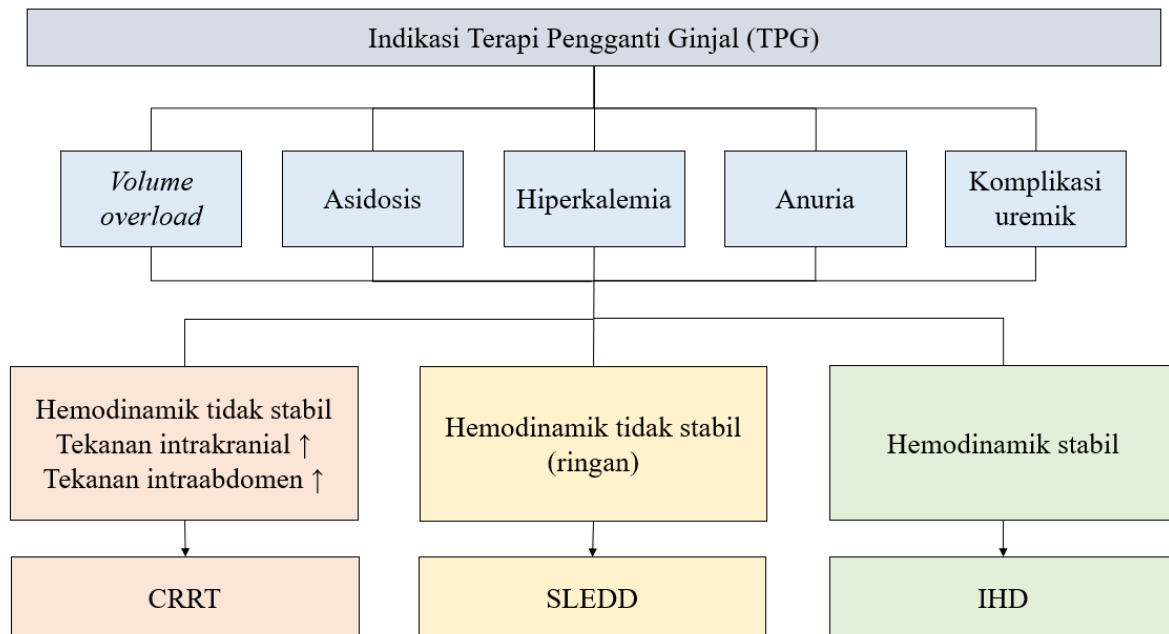 Indikasi Terapi Pengganti Ginjal (TPG)
Volume
overload
Asidosis
Hiperkalemia
Anuria
Komplikasi
uremik
Hemodinamik tidak stabil
Tekanan intrakranial ↑
Tekanan intraabdomen ↑
Hemodinamik tidak stabil
(ringan)
Hemodinamik stabil
CRRT
SLEDD
IHD